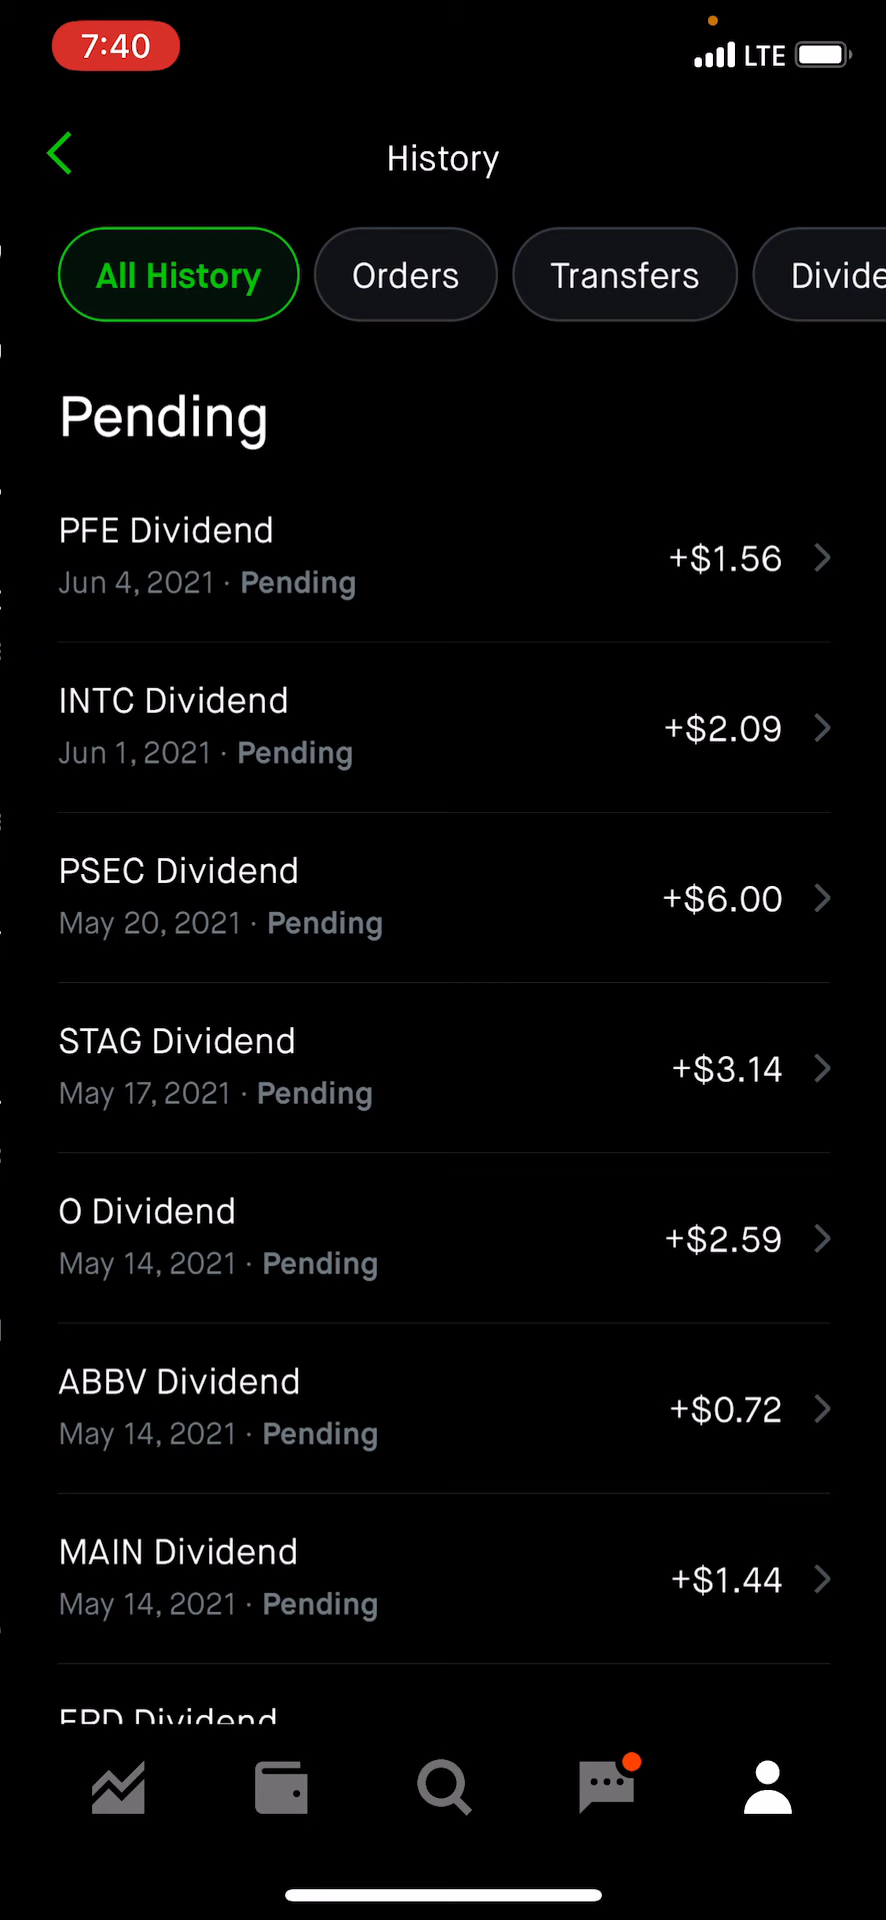 7:40
LTE
History
All History
Orders
Transfers
Divide
Pending
PFE Dividend
+$1.56
Jun 4, 2021 · Pending
INTC Dividend
+$2.09
Jun 1, 2021 · Pending
PSEC Dividend
+$6.00
May 20, 2021 · Pending
STAG Dividend
+$3.14
May 17, 2021 · Pending
O Dividend
+$2.59
May 14, 2021 · Pending
ABBV Dividend
+$0.72
May 14, 2021 · Pending
MAIN Dividend
+$1.44
May 14, 2021 · Pending
Dividend